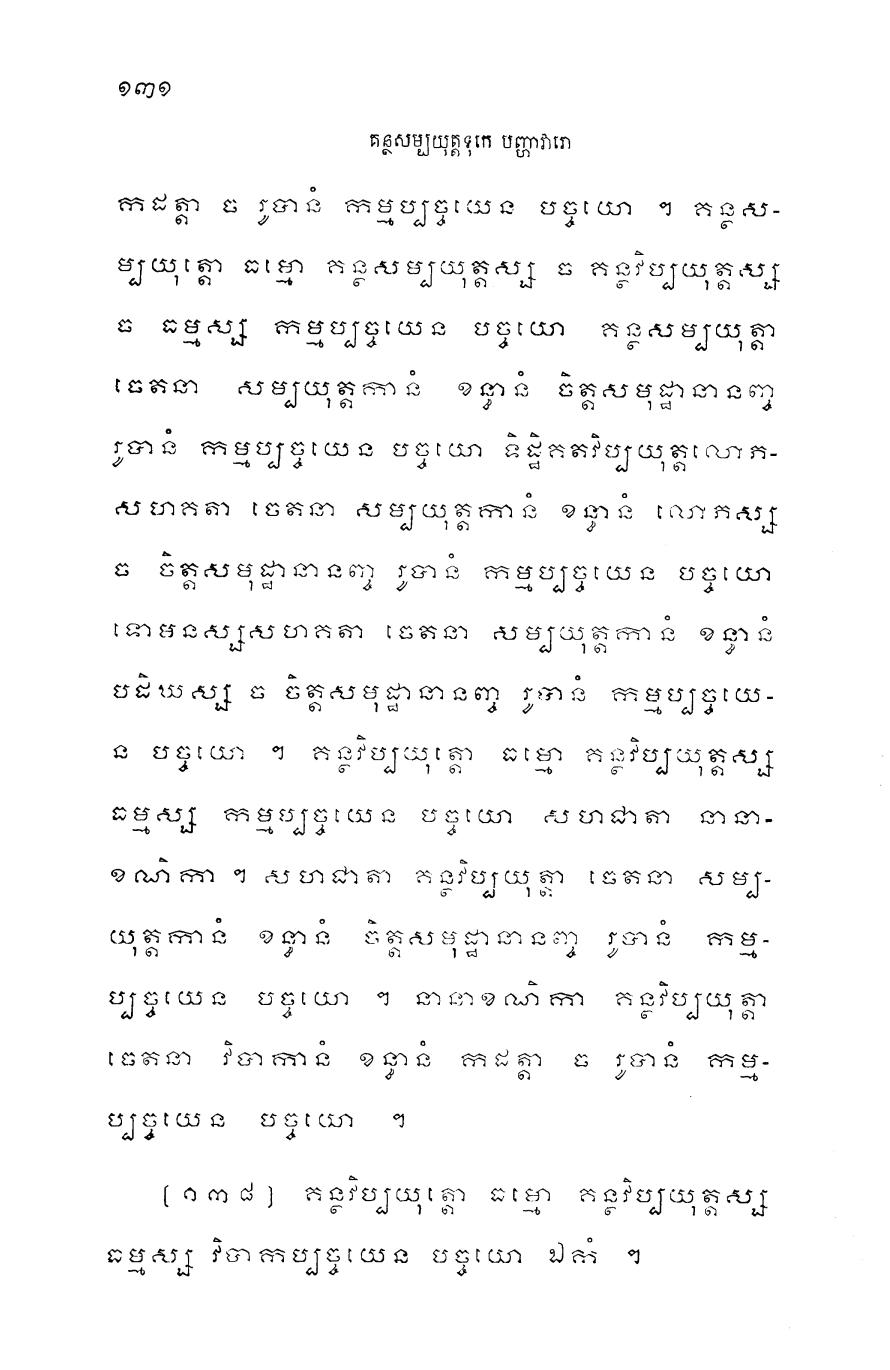 ១៣១
គន្ថសម្បយុត្តទុកេ បញ្ហាវារោ
កដត្តា ច រូបានំ កម្មប្បច្ចយេន បច្ចយោ ។ គន្ថស-
ម្បយុត្តោ ធម្មោ គន្ថសម្បយុត្តស្ស ច គន្ថវិប្បយុត្តស្ស
ច ធម្មស្ស កម្មប្បច្ចយេន បច្ចយោ គន្ថសម្បយុត្តា
ចេតនា សម្បយុត្តកានំ ខន្ធានំ ចិត្តសមុដ្ឋានានញ្ច
រូបានំ កម្មប្បច្ចយេន បច្ចយោ ទិដ្ឋិគតវិប្បយុត្តលោភ-
សហគតា ចេតនា សម្បយុត្តកានំ ខន្ធានំ លោភស្ស
ច ចិត្តសមុដ្ឋានានញ្ច រូបានំ កម្មប្បច្ចយេន បច្ចយោ
ទោមនស្សសហគតា ចេតនា សម្បយុត្តកានំ ខន្ធានំ
បដិឃស្ស ច ចិត្តសមុដ្ឋានានញ្ច រូបានំ កម្មប្បច្ចយេ-
ន បច្ចយោ ។ គន្ថវិប្បយុត្តោ ធម្មោ គន្ថវិប្បយុត្តស្ស
ធម្មស្ស កម្មប្បច្ចយេន បច្ចយោ សហជាតា នានា-
ខណិកា ។ សហជាតា គន្ថវិប្បយុត្តា ចេតនា សម្ប-
យុត្តកានំ ខន្ធានំ ចិត្តសមុដ្ឋានានញ្ច រូបានំ កម្ម-
ប្បច្ចយេន បច្ចយោ ។ នានាខណិកា គន្ថវិប្បយុត្តា
ចេតនា វិបាកានំ ខន្ធានំ កដត្តា ច រូបានំ កម្ម-
ប្បច្ចយេន បច្ចយោ ។
[១៣៨] គន្ថវិប្បយុត្តោ ធម្មោ គន្ថវិប្បយុត្តស្ស
ធម្មស្ស វិបាកប្បច្ចយេន បច្ចយោ ឯកំ ។